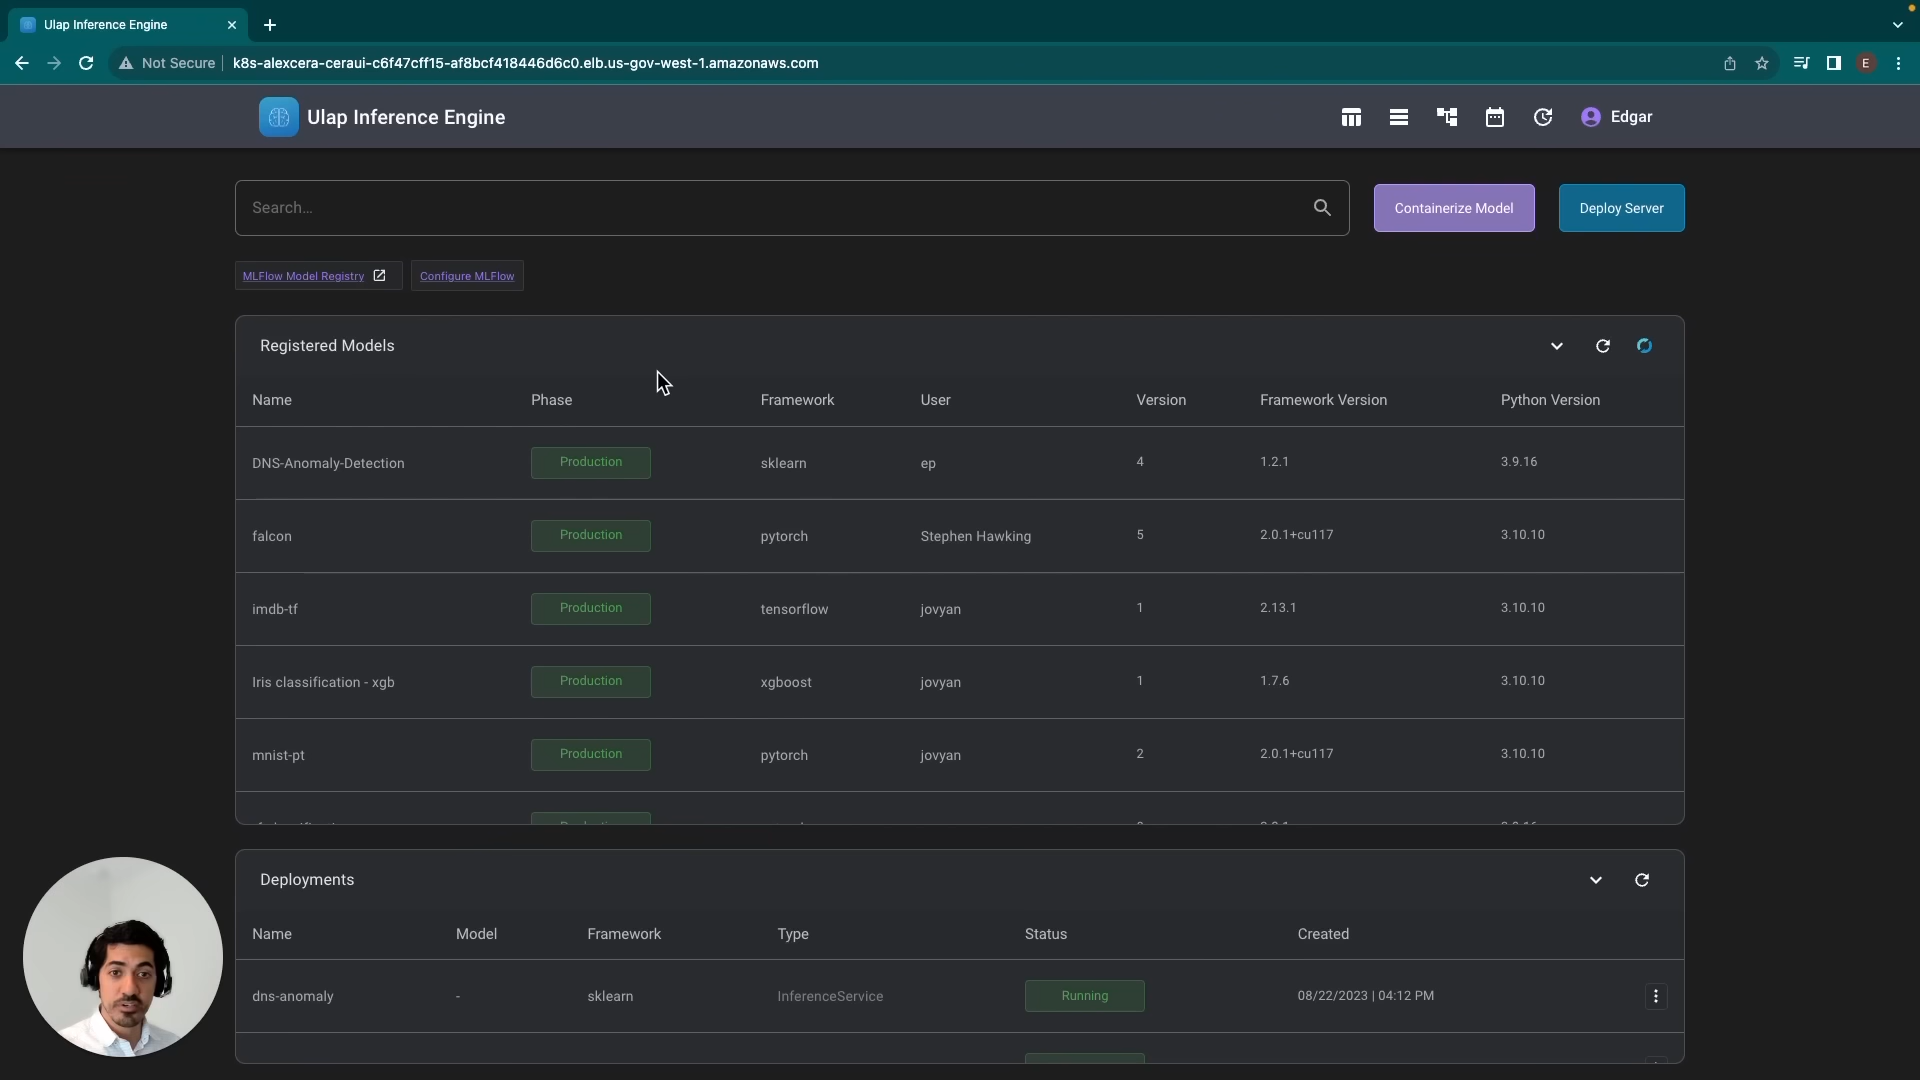 Ulap Inference Engine
Not Secure k8s-alexcera-ceraui-c6f47cff15-af8bcf418446d6c0.elb.us-gov-west-1.amazonaws.com E
Ulap Inference Engine Edgar
Search... Containerize Model Deploy Server
MLFlow Model Registry Configure MLFlow
Registered Models
Name Phase Framework User Version Framework Version Python Version
DNS-Anomaly-Detection Production sklearn ep 4 1.2.1 3.9.16
falcon Production pytorch Stephen Hawking 5 2.0.1+cu117 3.10.10
imdb-tf Production tensorflow jovyan 1 2.13.1 3.10.10
Iris classification - xgb Production xgboost jovyan 1 1.7.6 3.10.10
mnist-pt Production pytorch jovyan 2 2.0.1+cu117 3.10.10
Deployments
Name Model Framework Type Status Created
dns-anomaly - sklearn InferenceService Running 08/22/2023 | 04:12 PM